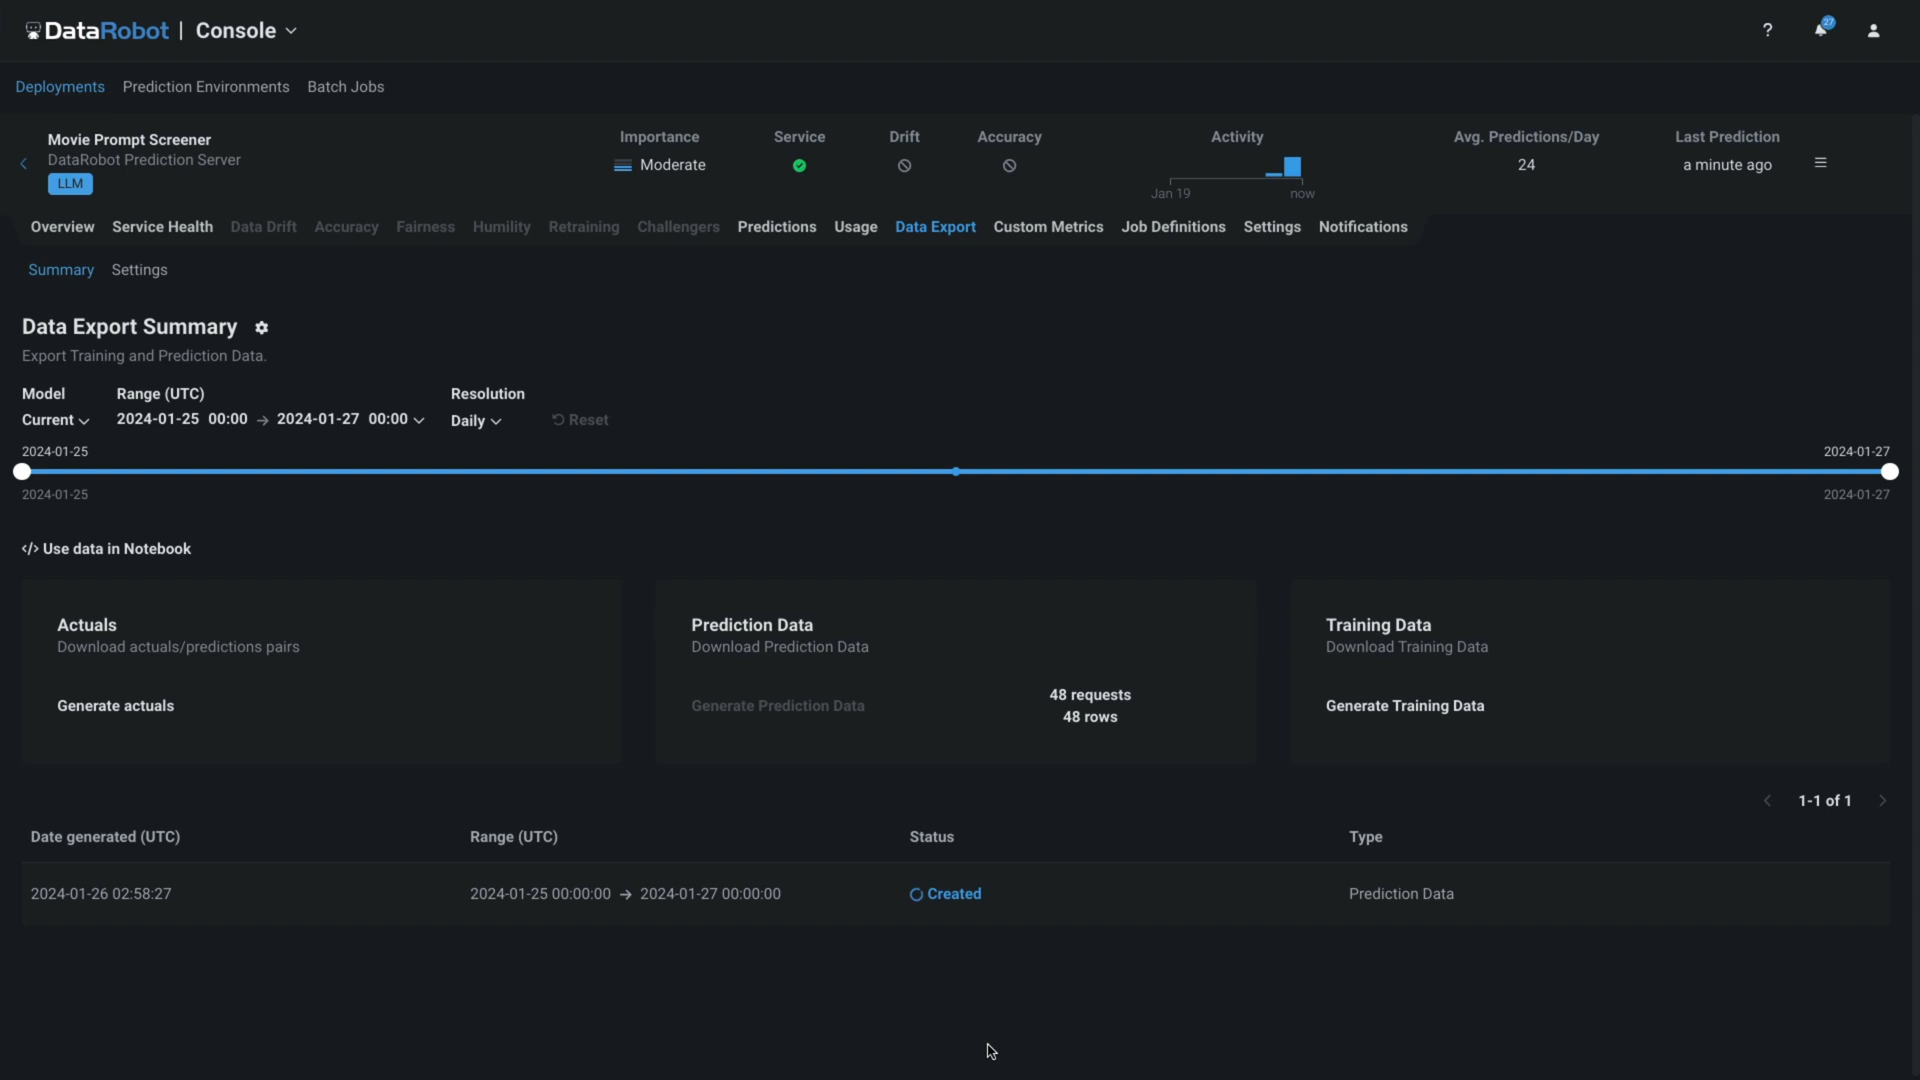 DataRobot | Console
27
Deployments Prediction Environments Batch Jobs
Movie Prompt Screener
DataRobot Prediction Server
LLM
Importance Service Drift Accuracy Activity Avg. Predictions/Day Last Prediction
Moderate 24 a minute ago
Jan 19 now
Overview Service Health Data Drift Accuracy Fairness Humility Retraining Challengers Predictions Usage Data Export Custom Metrics Job Definitions Settings Notifications
Summary Settings
Data Export Summary
Export Training and Prediction Data.
Model Range (UTC) Resolution
Current 2024-01-25 00:00 → 2024-01-27 00:00 Daily Reset
2024-01-25 2024-01-27
2024-01-25 2024-01-27
</> Use data in Notebook
Actuals
Download actuals/predictions pairs
Generate actuals
Prediction Data
Download Prediction Data
Generate Prediction Data
48 requests
48 rows
Training Data
Download Training Data
Generate Training Data
1-1 of 1
Date generated (UTC) Range (UTC) Status Type
2024-01-26 02:58:27 2024-01-25 00:00:00 → 2024-01-27 00:00:00 Created Prediction Data